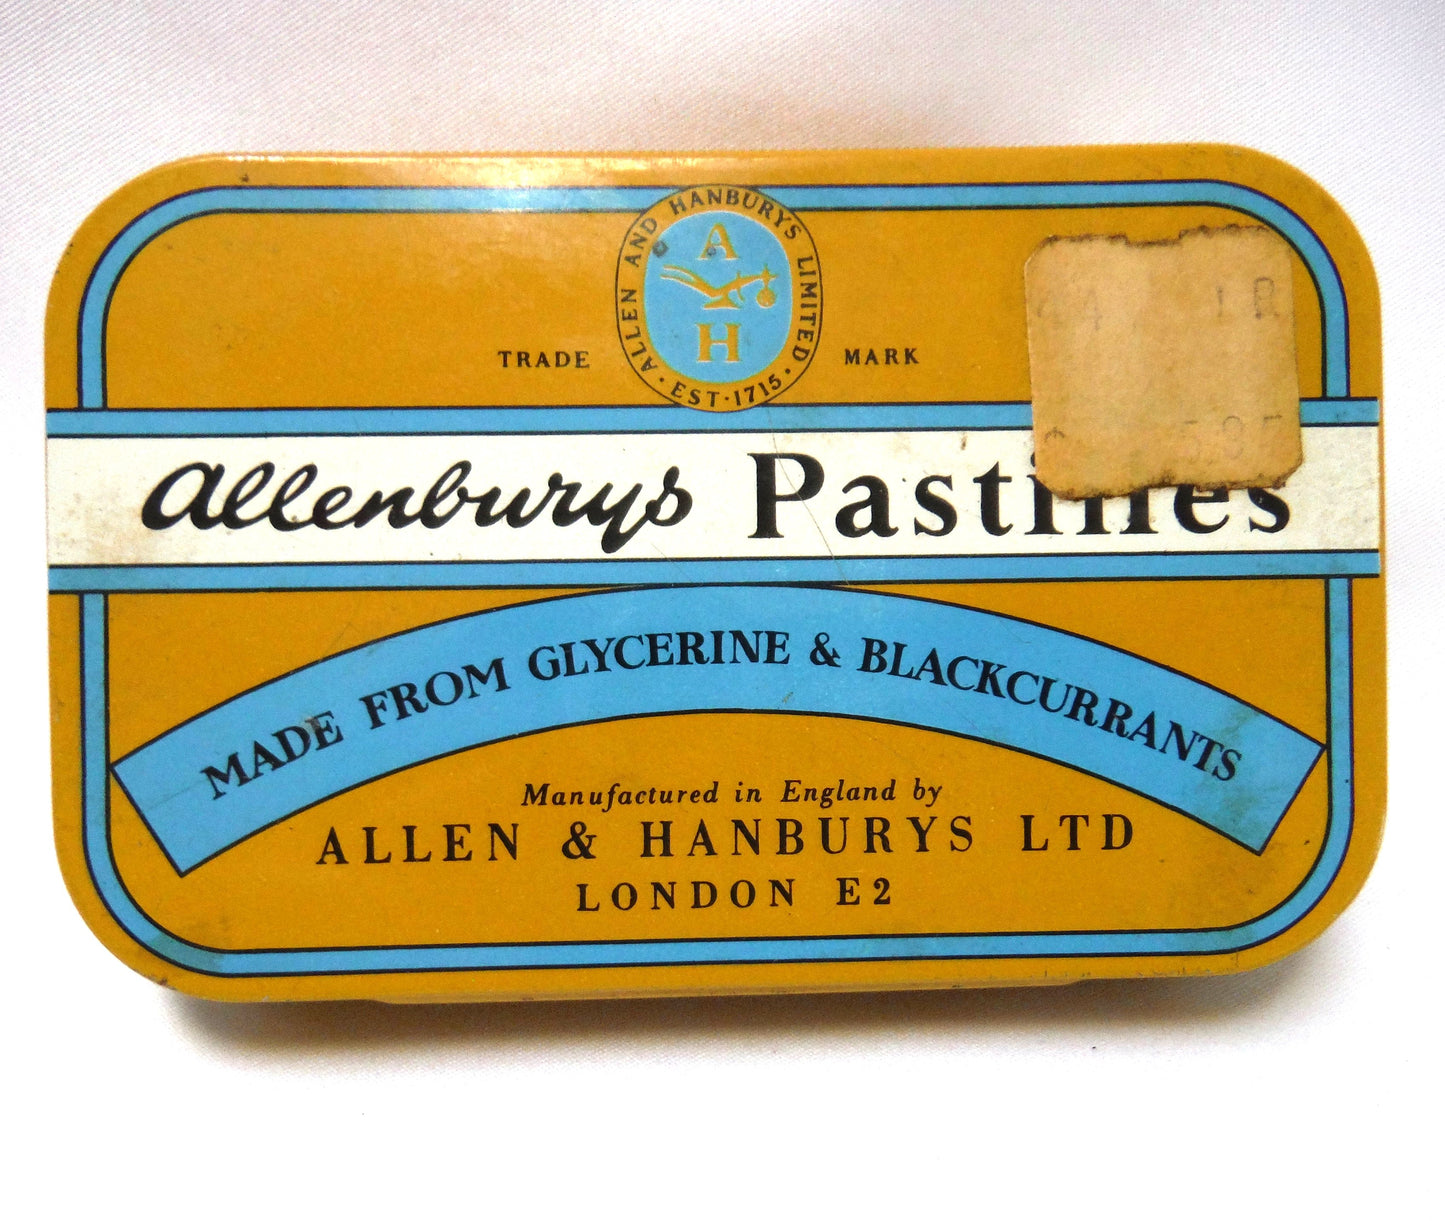 ALLEN AND HANBURYS LIMITED
A
H
· EST · 1715 ·
TRADE MARK
Allenburys Pastilles
MADE FROM GLYCERINE & BLACKCURRANTS
Manufactured in England by
ALLEN & HANBURYS LTD
LONDON E2